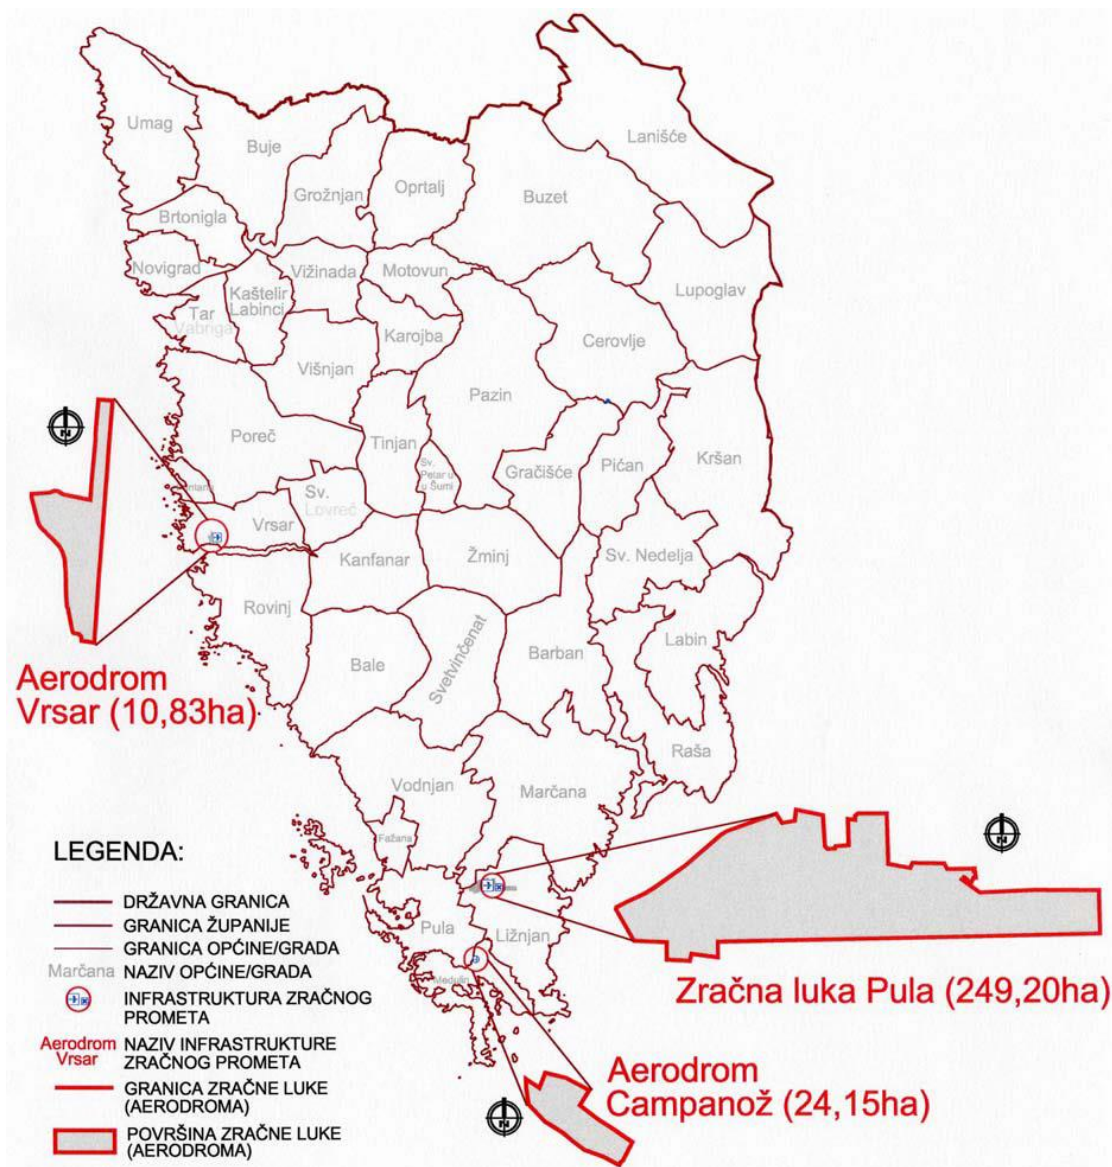 Umag
Buje
Lanišće
Grožnjan
Oprtalj
Buzet
Brtonigla
Novigrad
Vižinada
Motovun
Lupoglav
Kaštelir
Labinci
Tar
Vabriga
Karojba
Cerovlje
Višnjan
Pazin
Poreč
Tinjan
Sv.
Petar u
u Šumi
Gračišće
Pićan
Kršan
Sv.
Lovreč
Vrsar
Kanfanar
Žminj
Sv. Nedelja
Rovinj
Labin
Bale
Svetvinčenat
Barban
Aerodrom
Vrsar (10,83ha)
Raša
Vodnjan
Marčana
Fažana
Pula
Ližnjan
Medulin
Zračna luka Pula (249,20ha)
Aerodrom
Campanož (24,15ha)
N
N
N
LEGENDA:
DRŽAVNA GRANICA
GRANICA ŽUPANIJE
GRANICA OPĆINE/GRADA
Marčana NAZIV OPĆINE/GRADA
INFRASTRUKTURA ZRAČNOG
PROMETA
Aerodrom NAZIV INFRASTRUKTURE
Vrsar ZRAČNOG PROMETA
GRANICA ZRAČNE LUKE
(AERODROMA)
POVRŠINA ZRAČNE LUKE
(AERODROMA)